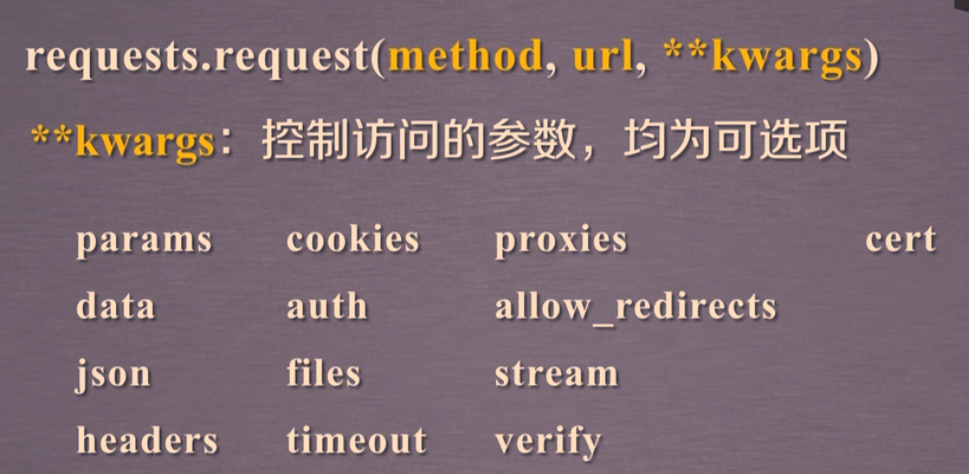 requests.request(method, url, **kwargs)
**kwargs：控制访问的参数，均为可选项
params cookies proxies cert
data auth allow_redirects
json files stream
headers timeout verify